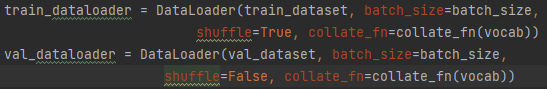 train_dataloader = DataLoader(train_dataset, batch_size=batch_size,
shuffle=True, collate_fn=collate_fn(vocab))
val_dataloader = DataLoader(val_dataset, batch_size=batch_size,
shuffle=False, collate_fn=collate_fn(vocab))